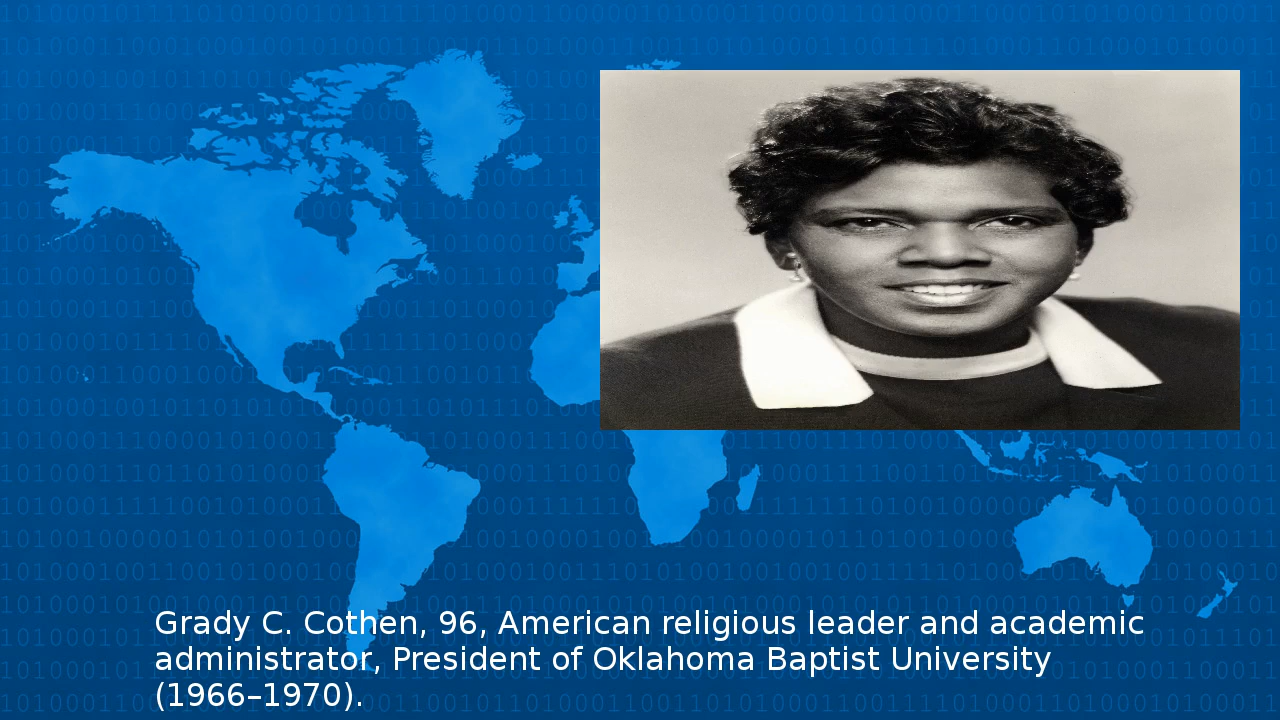 Grady C. Cothen, 96, American religious leader and academic
administrator, President of Oklahoma Baptist University
(1966–1970).